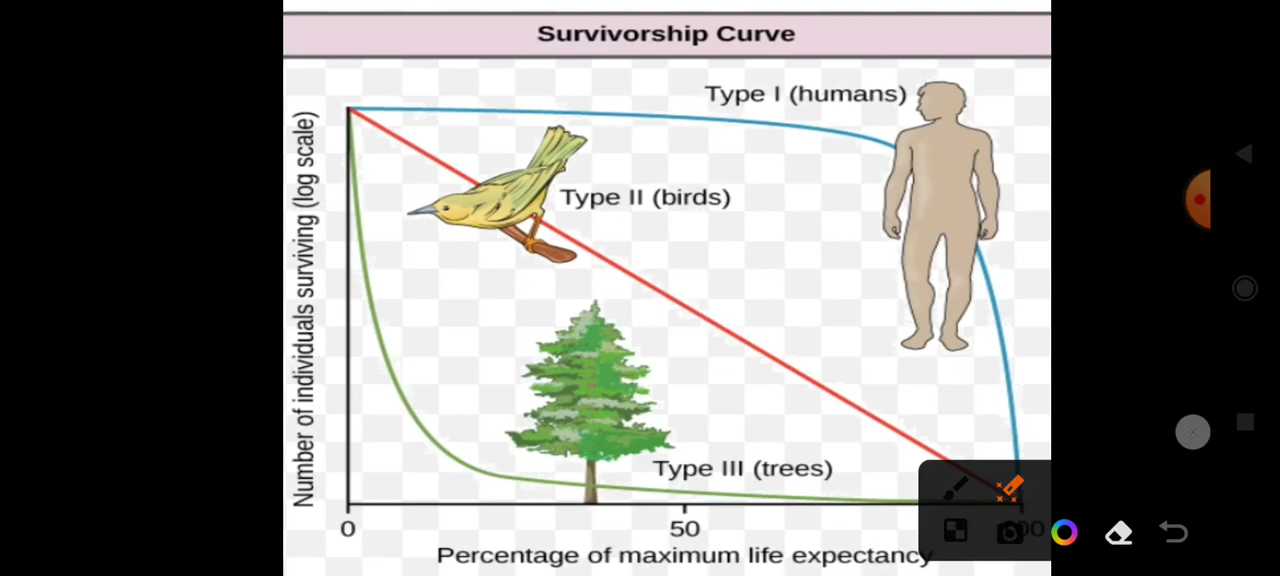 Survivorship Curve
Type I (humans)
Number of individuals surviving (log scale)
Type II (birds)
Type III (trees)
0
50
Percentage of maximum life expectancy